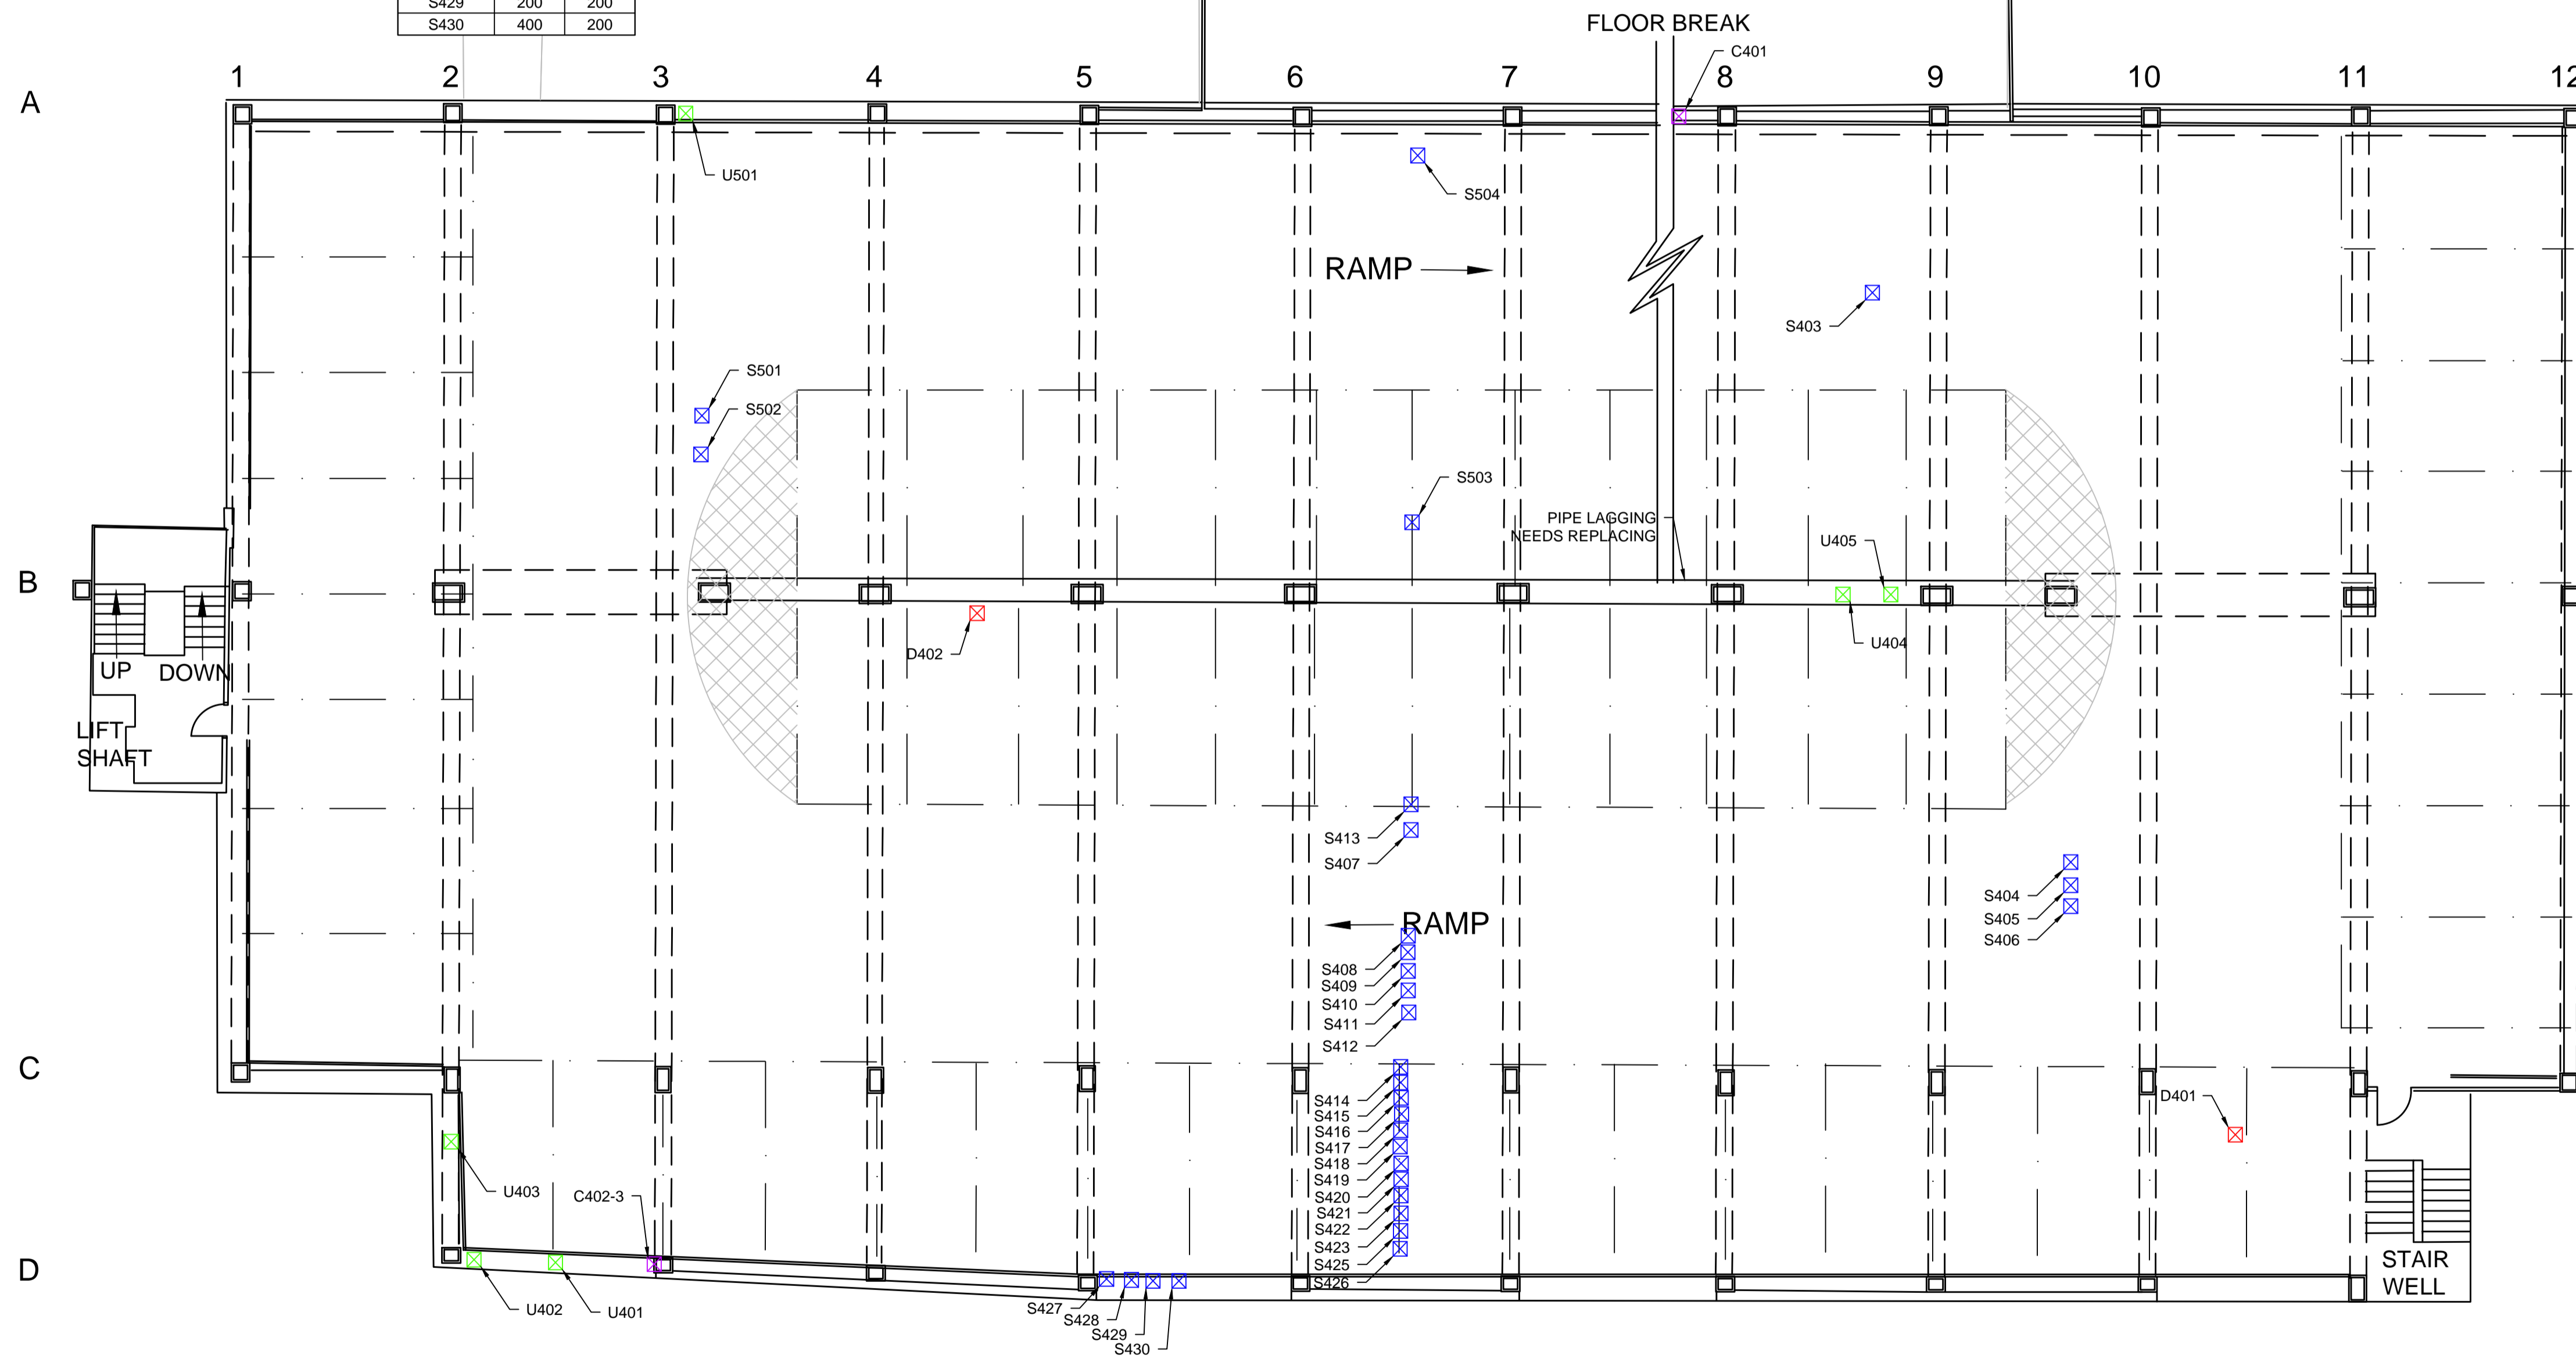 S429 200 200
S430 400 200
FLOOR BREAK
C401
1 2 3 4 5 6 7 8 9 10 11 12
A
U501
S504
RAMP
S403
S501
S502
S503
PIPE LAGGING
NEEDS REPLACING
U405
B
U404
D402
UP DOWN
LIFT
SHAFT
S413
S407
RAMP
S404
S405
S406
S408
S409
S410
S411
S412
C
D401
S414
S415
S416
S417
S418
S419
S420
S421
S422
S423
S425
S426
U403
C402-3
D
STAIR
WELL
U402
U401
S427
S428
S429
S430